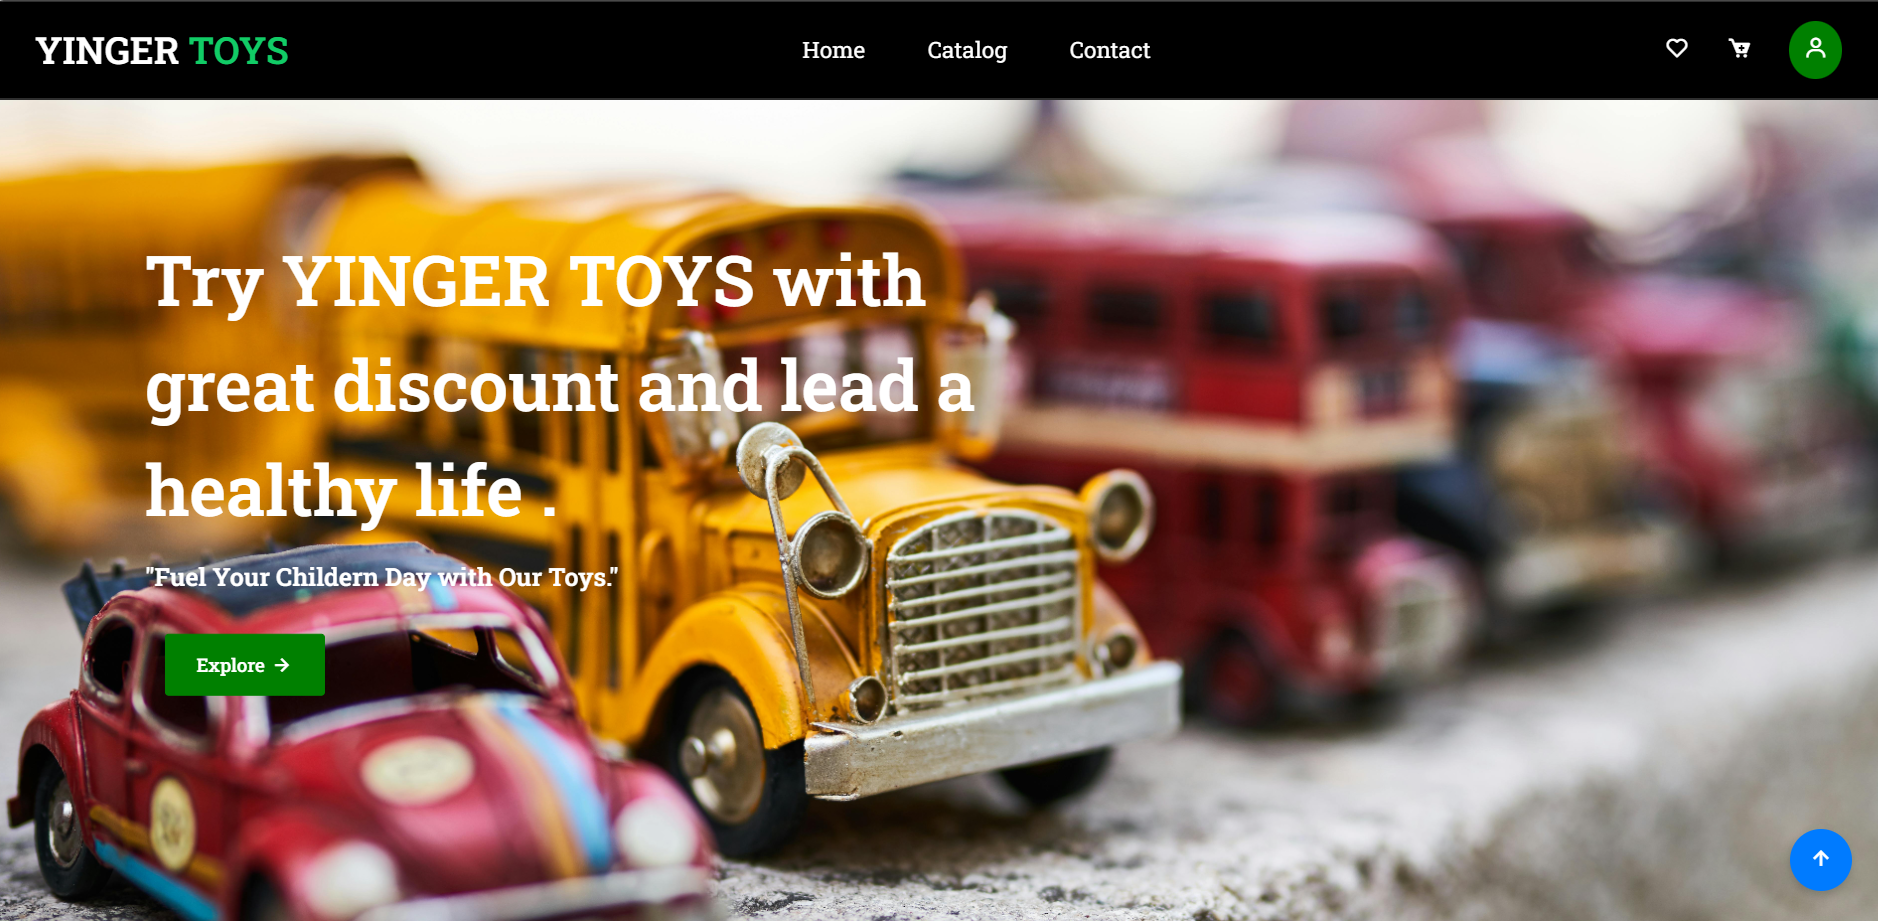 YINGER TOYS
Home Catalog Contact
Try YINGER TOYS with
great discount and lead a
healthy life .
"Fuel Your Childern Day with Our Toys."
Explore →